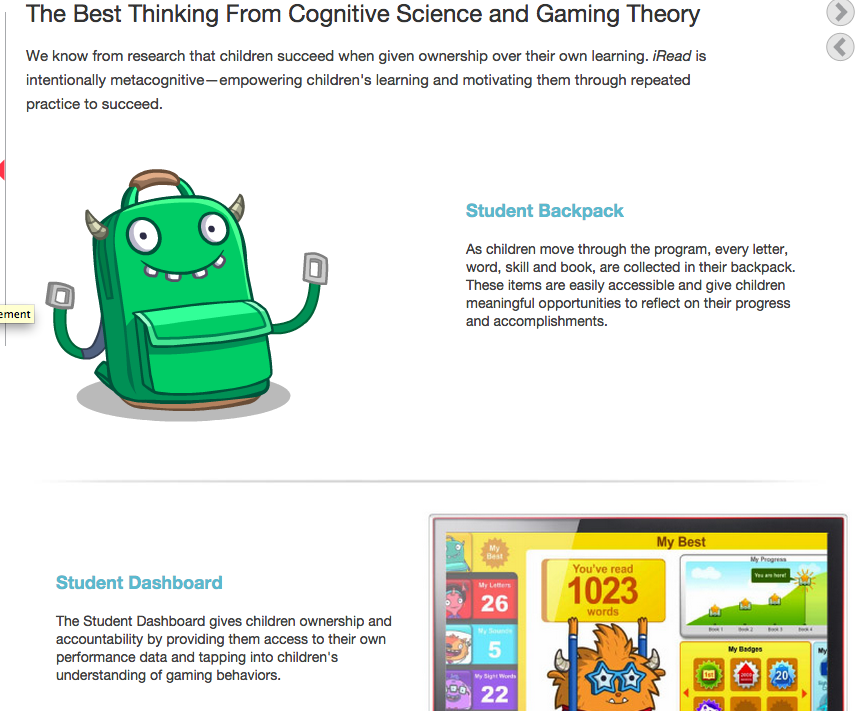 The Best Thinking From Cognitive Science and Gaming Theory
We know from research that children succeed when given ownership over their own learning. iRead is
intentionally metacognitive—empowering children's learning and motivating them through repeated
practice to succeed.
Student Backpack
As children move through the program, every letter,
word, skill and book, are collected in their backpack.
These items are easily accessible and give children
meaningful opportunities to reflect on their progress
and accomplishments.
ement
Student Dashboard
The Student Dashboard gives children ownership and
accountability by providing them access to their own
performance data and tapping into children's
understanding of gaming behaviors.
My Best
My
Best
You've read
1023
words
My Letters
26
My Sounds
5
My Sight Words
22
My Progress
You are here!
Book 1 Book 2 Book 3 Book 4
My Badges
1st
20
My